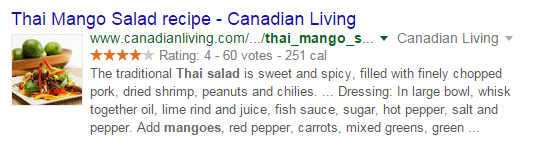 Thai Mango Salad recipe - Canadian Living
www.canadianliving.com/.../thai_mango_s... Canadian Living
Rating: 4 - 60 votes - 251 cal
The traditional Thai salad is sweet and spicy, filled with finely chopped
pork, dried shrimp, peanuts and chilies. ... Dressing: In large bowl, whisk
together oil, lime rind and juice, fish sauce, sugar, hot pepper, salt and
pepper. Add mangoes, red pepper, carrots, mixed greens, green ...